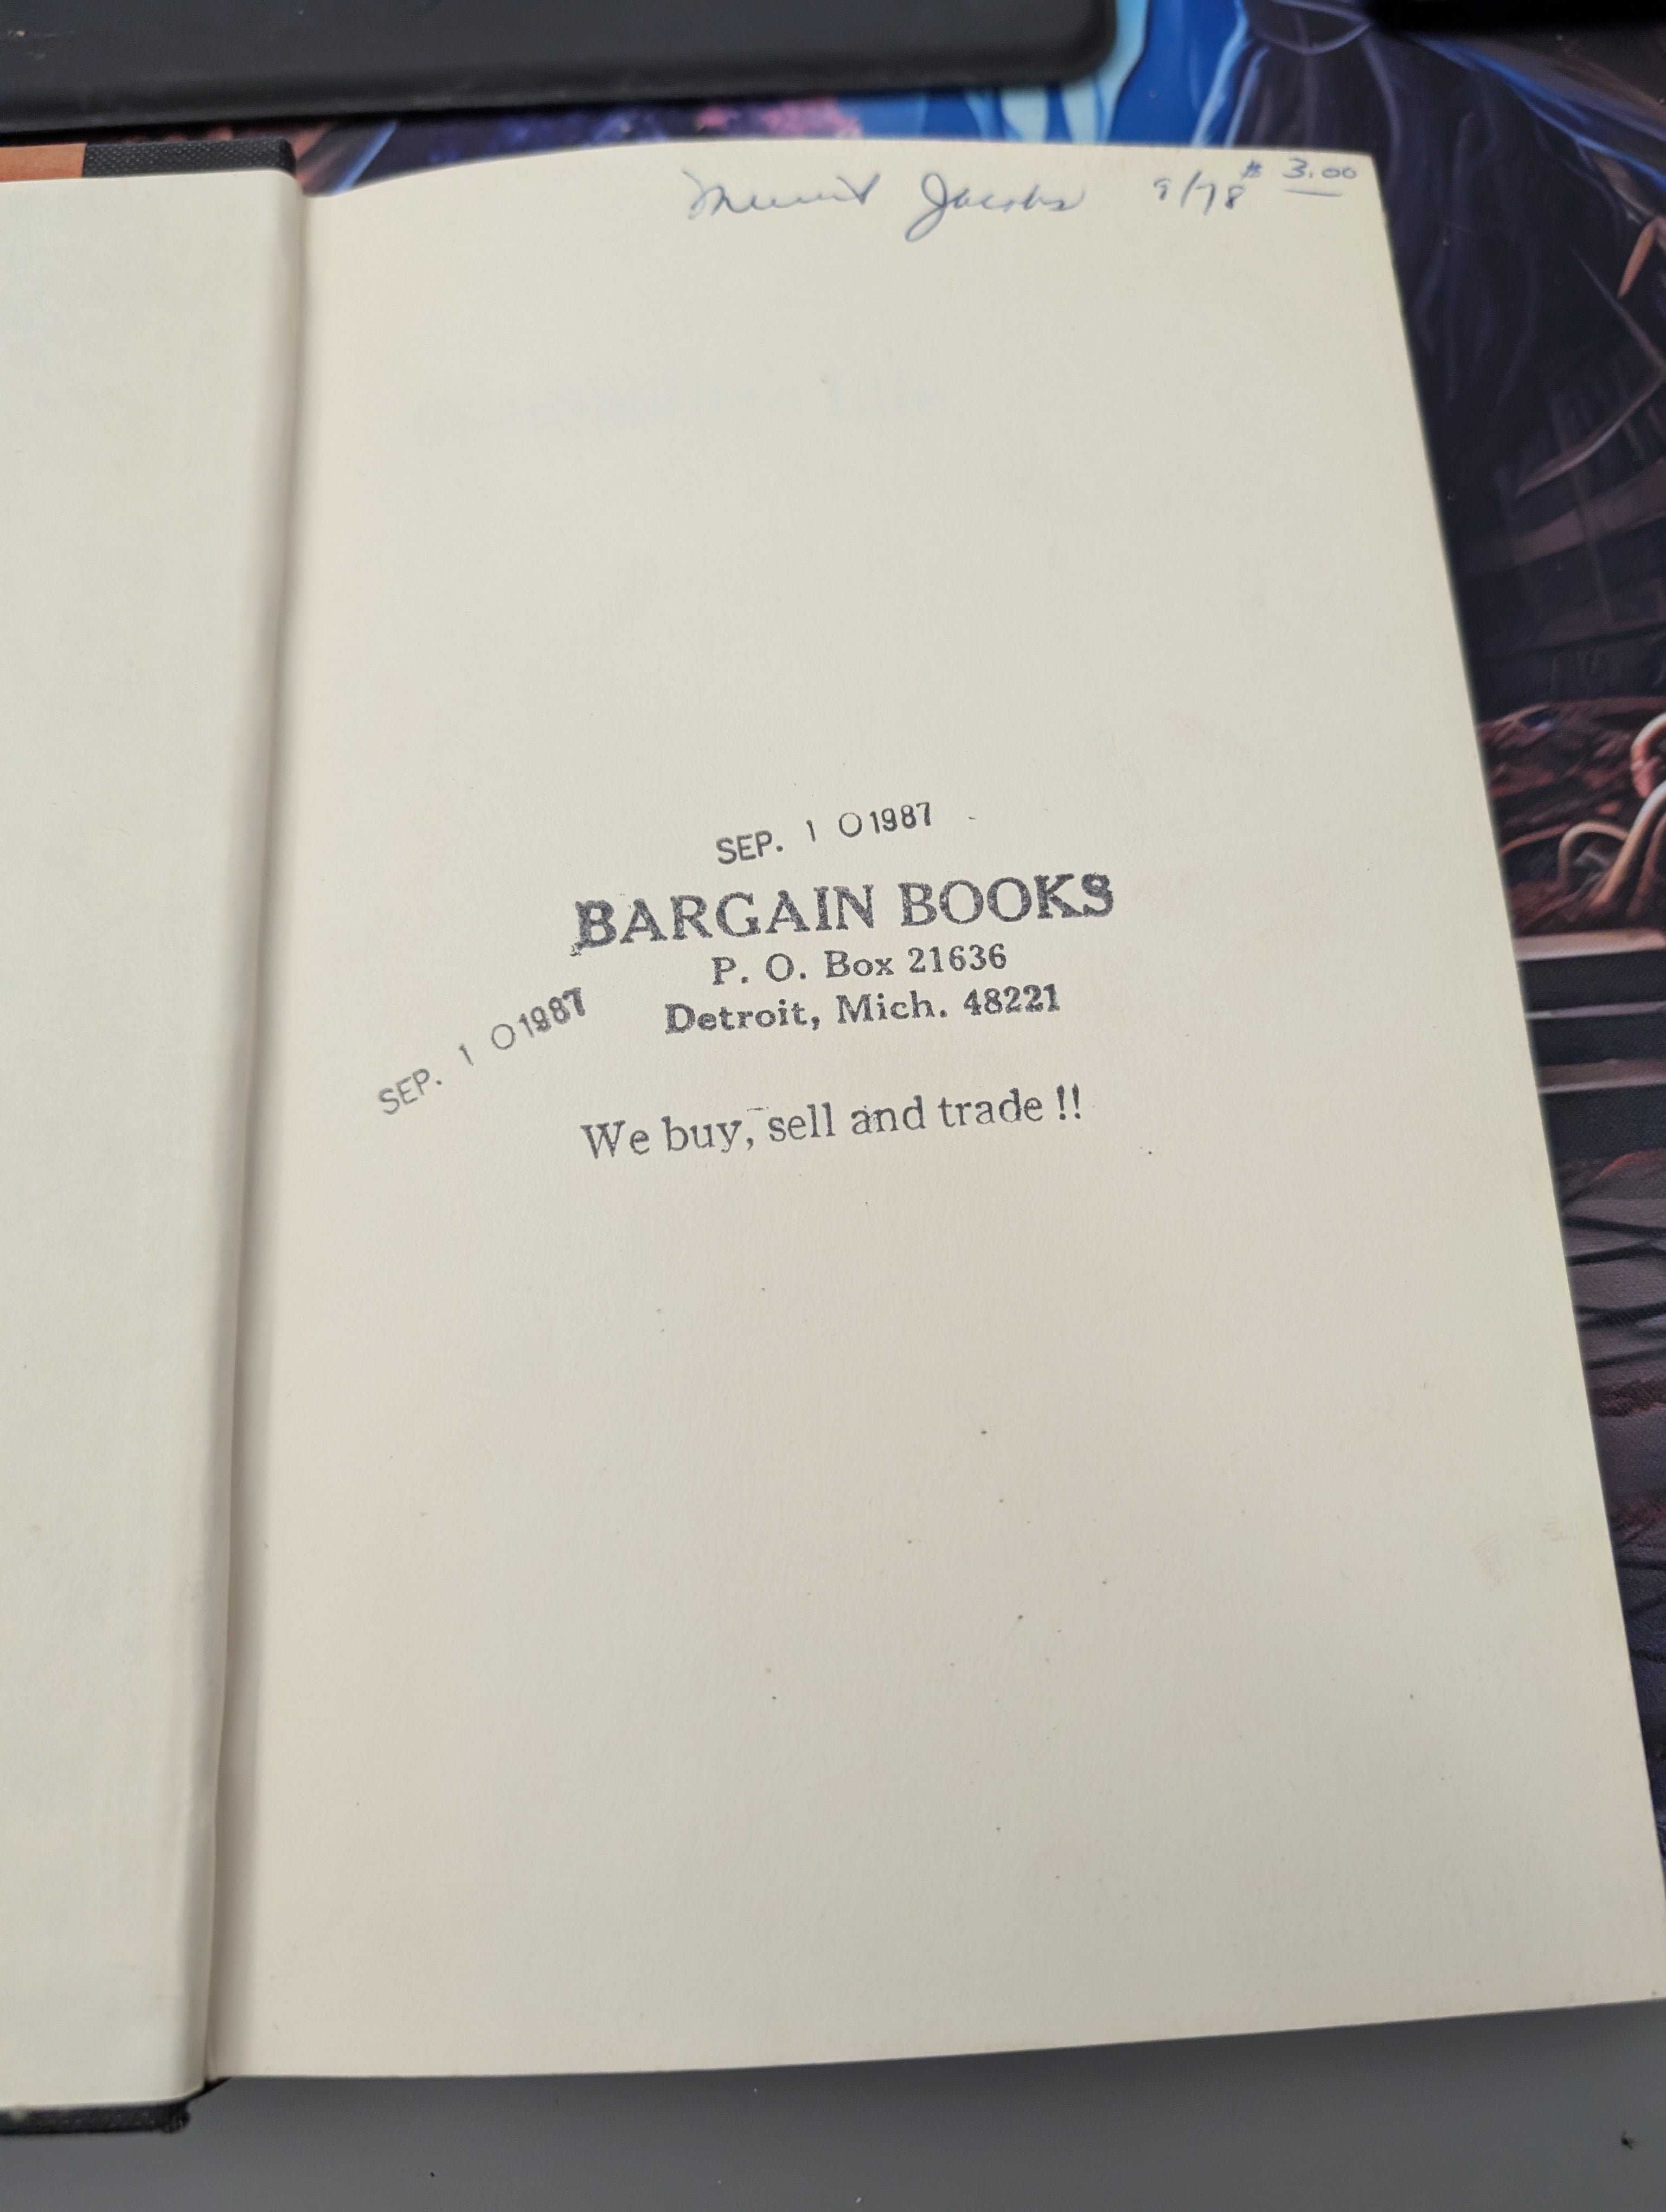 Jacobs 9/78 $ 3.00
SEP. 1 0 1987
BARGAIN BOOKS
P. O. Box 21636
Detroit, Mich. 48221
SEP. 1 0 1987
We buy, sell and trade !!